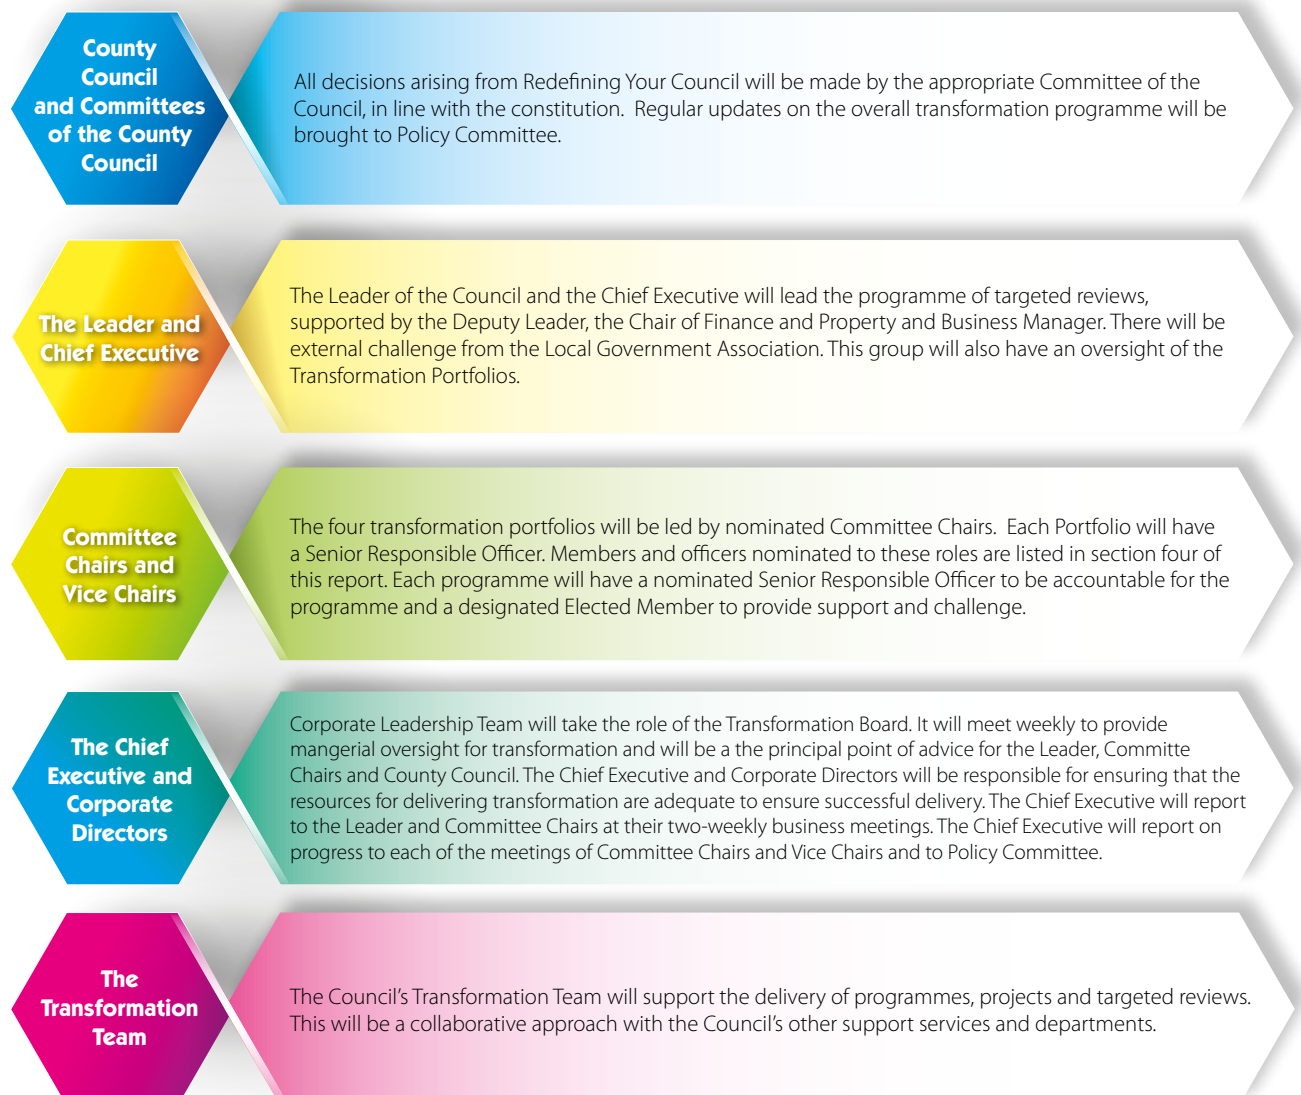 County
Council
and Committees
of the County
Council
All decisions arising from Redefining Your Council will be made by the appropriate Committee of the
Council, in line with the constitution.  Regular updates on the overall transformation programme will be
brought to Policy Committee.
The Leader and
Chief Executive
The Leader of the Council and the Chief Executive will lead the programme of targeted reviews,
supported by the Deputy Leader, the Chair of Finance and Property and Business Manager. There will be
external challenge from the Local Government Association. This group will also have an oversight of the
Transformation Portfolios.
Committee
Chairs and
Vice Chairs
The four transformation portfolios will be led by nominated Committee Chairs.  Each Portfolio will have
a Senior Responsible Officer. Members and officers nominated to these roles are listed in section four of
this report. Each programme will have a nominated Senior Responsible Officer to be accountable for the
programme and a designated Elected Member to provide support and challenge.
The Chief
Executive and
Corporate
Directors
Corporate Leadership Team will take the role of the Transformation Board. It will meet weekly to provide
mangerial oversight for transformation and will be a the principal point of advice for the Leader, Committe
Chairs and County Council. The Chief Executive and Corporate Directors will be responsible for ensuring that the
resources for delivering transformation are adequate to ensure successful delivery. The Chief Executive will report
to the Leader and Committee Chairs at their two-weekly business meetings. The Chief Executive will report on
progress to each of the meetings of Committee Chairs and Vice Chairs and to Policy Committee.
The
Transformation
Team
The Council’s Transformation Team will support the delivery of programmes, projects and targeted reviews.
This will be a collaborative approach with the Council’s other support services and departments.